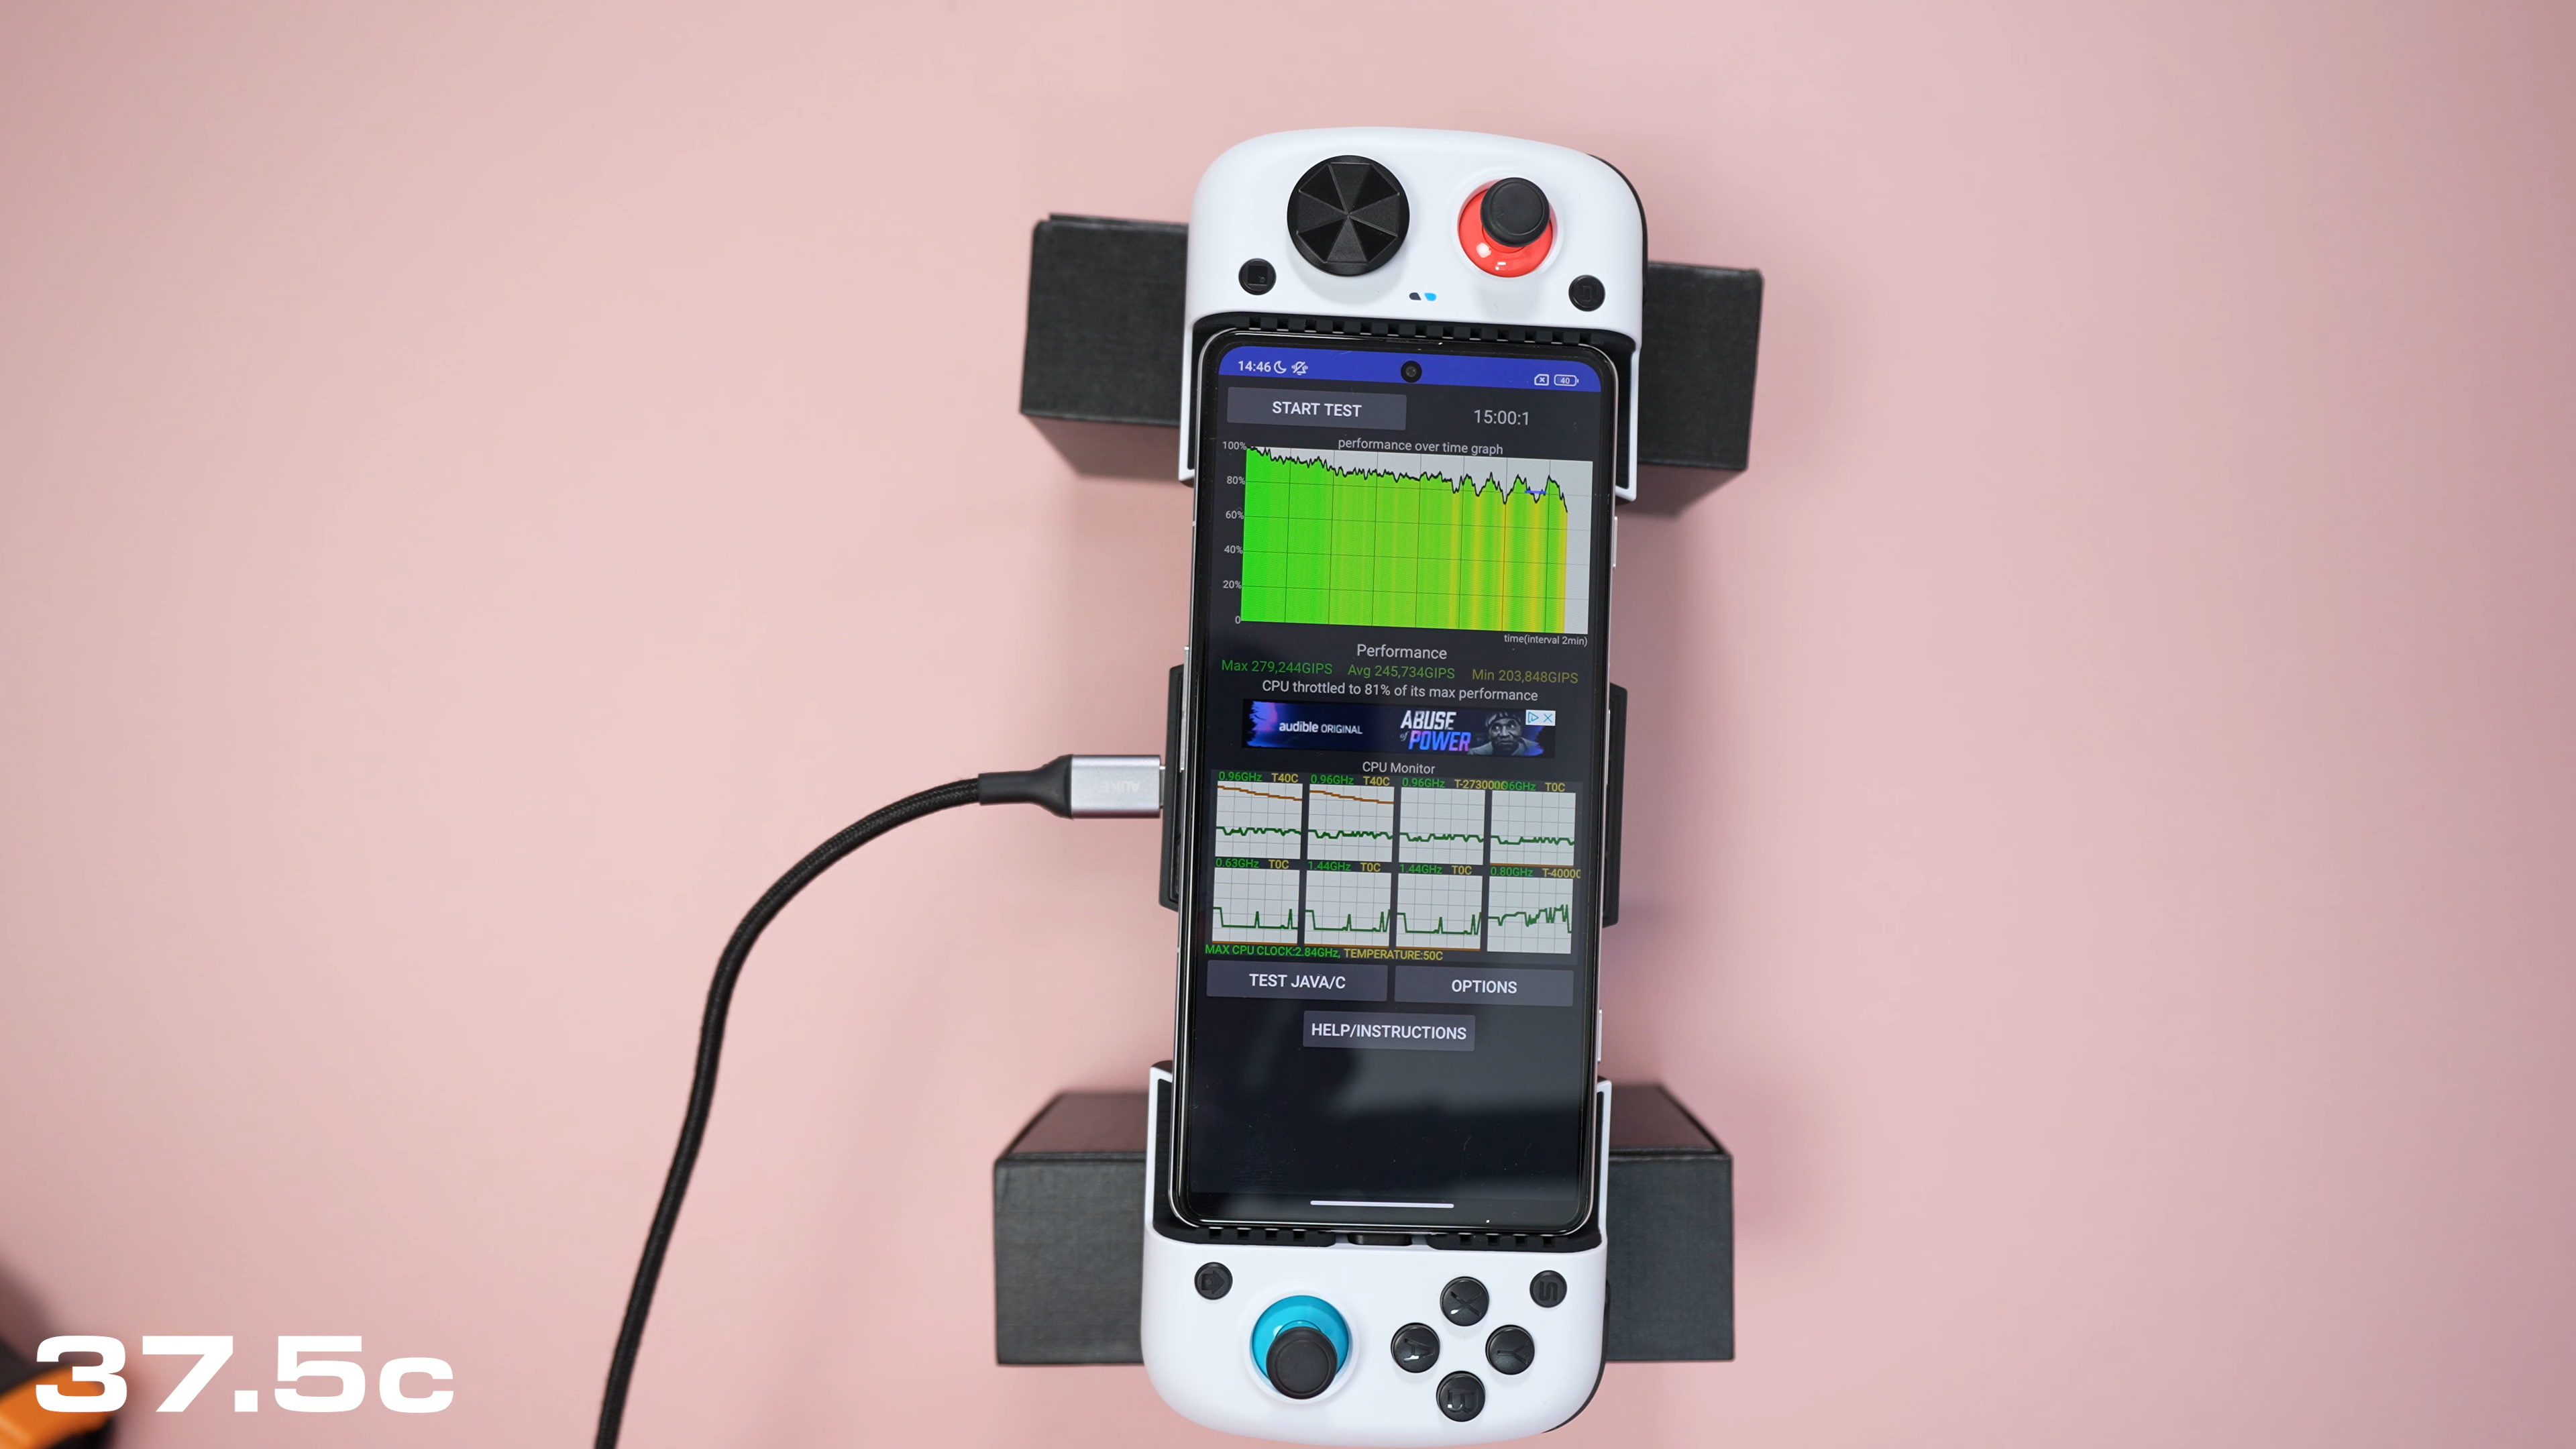 14:46
40
START TEST
15:00:1
performance over time graph
100%
80%
60%
40%
20%
0
time(interval 2min)
Performance
Max 279,244GIPS Avg 245,734GIPS Min 203,848GIPS
CPU throttled to 81% of its max performance
audible ORIGINAL
ABUSE
of POWER
CPU Monitor
0.96GHz T40C 0.96GHz T40C 0.96GHz T-273000 T0C
0.63GHz T0C 1.44GHz T0C 1.44GHz T0C 0.80GHz T-4000
MAX CPU CLOCK:2.84GHz, TEMPERATURE:50C
TEST JAVA/C
OPTIONS
HELP/INSTRUCTIONS
S
X
A
Y
B
37.5c